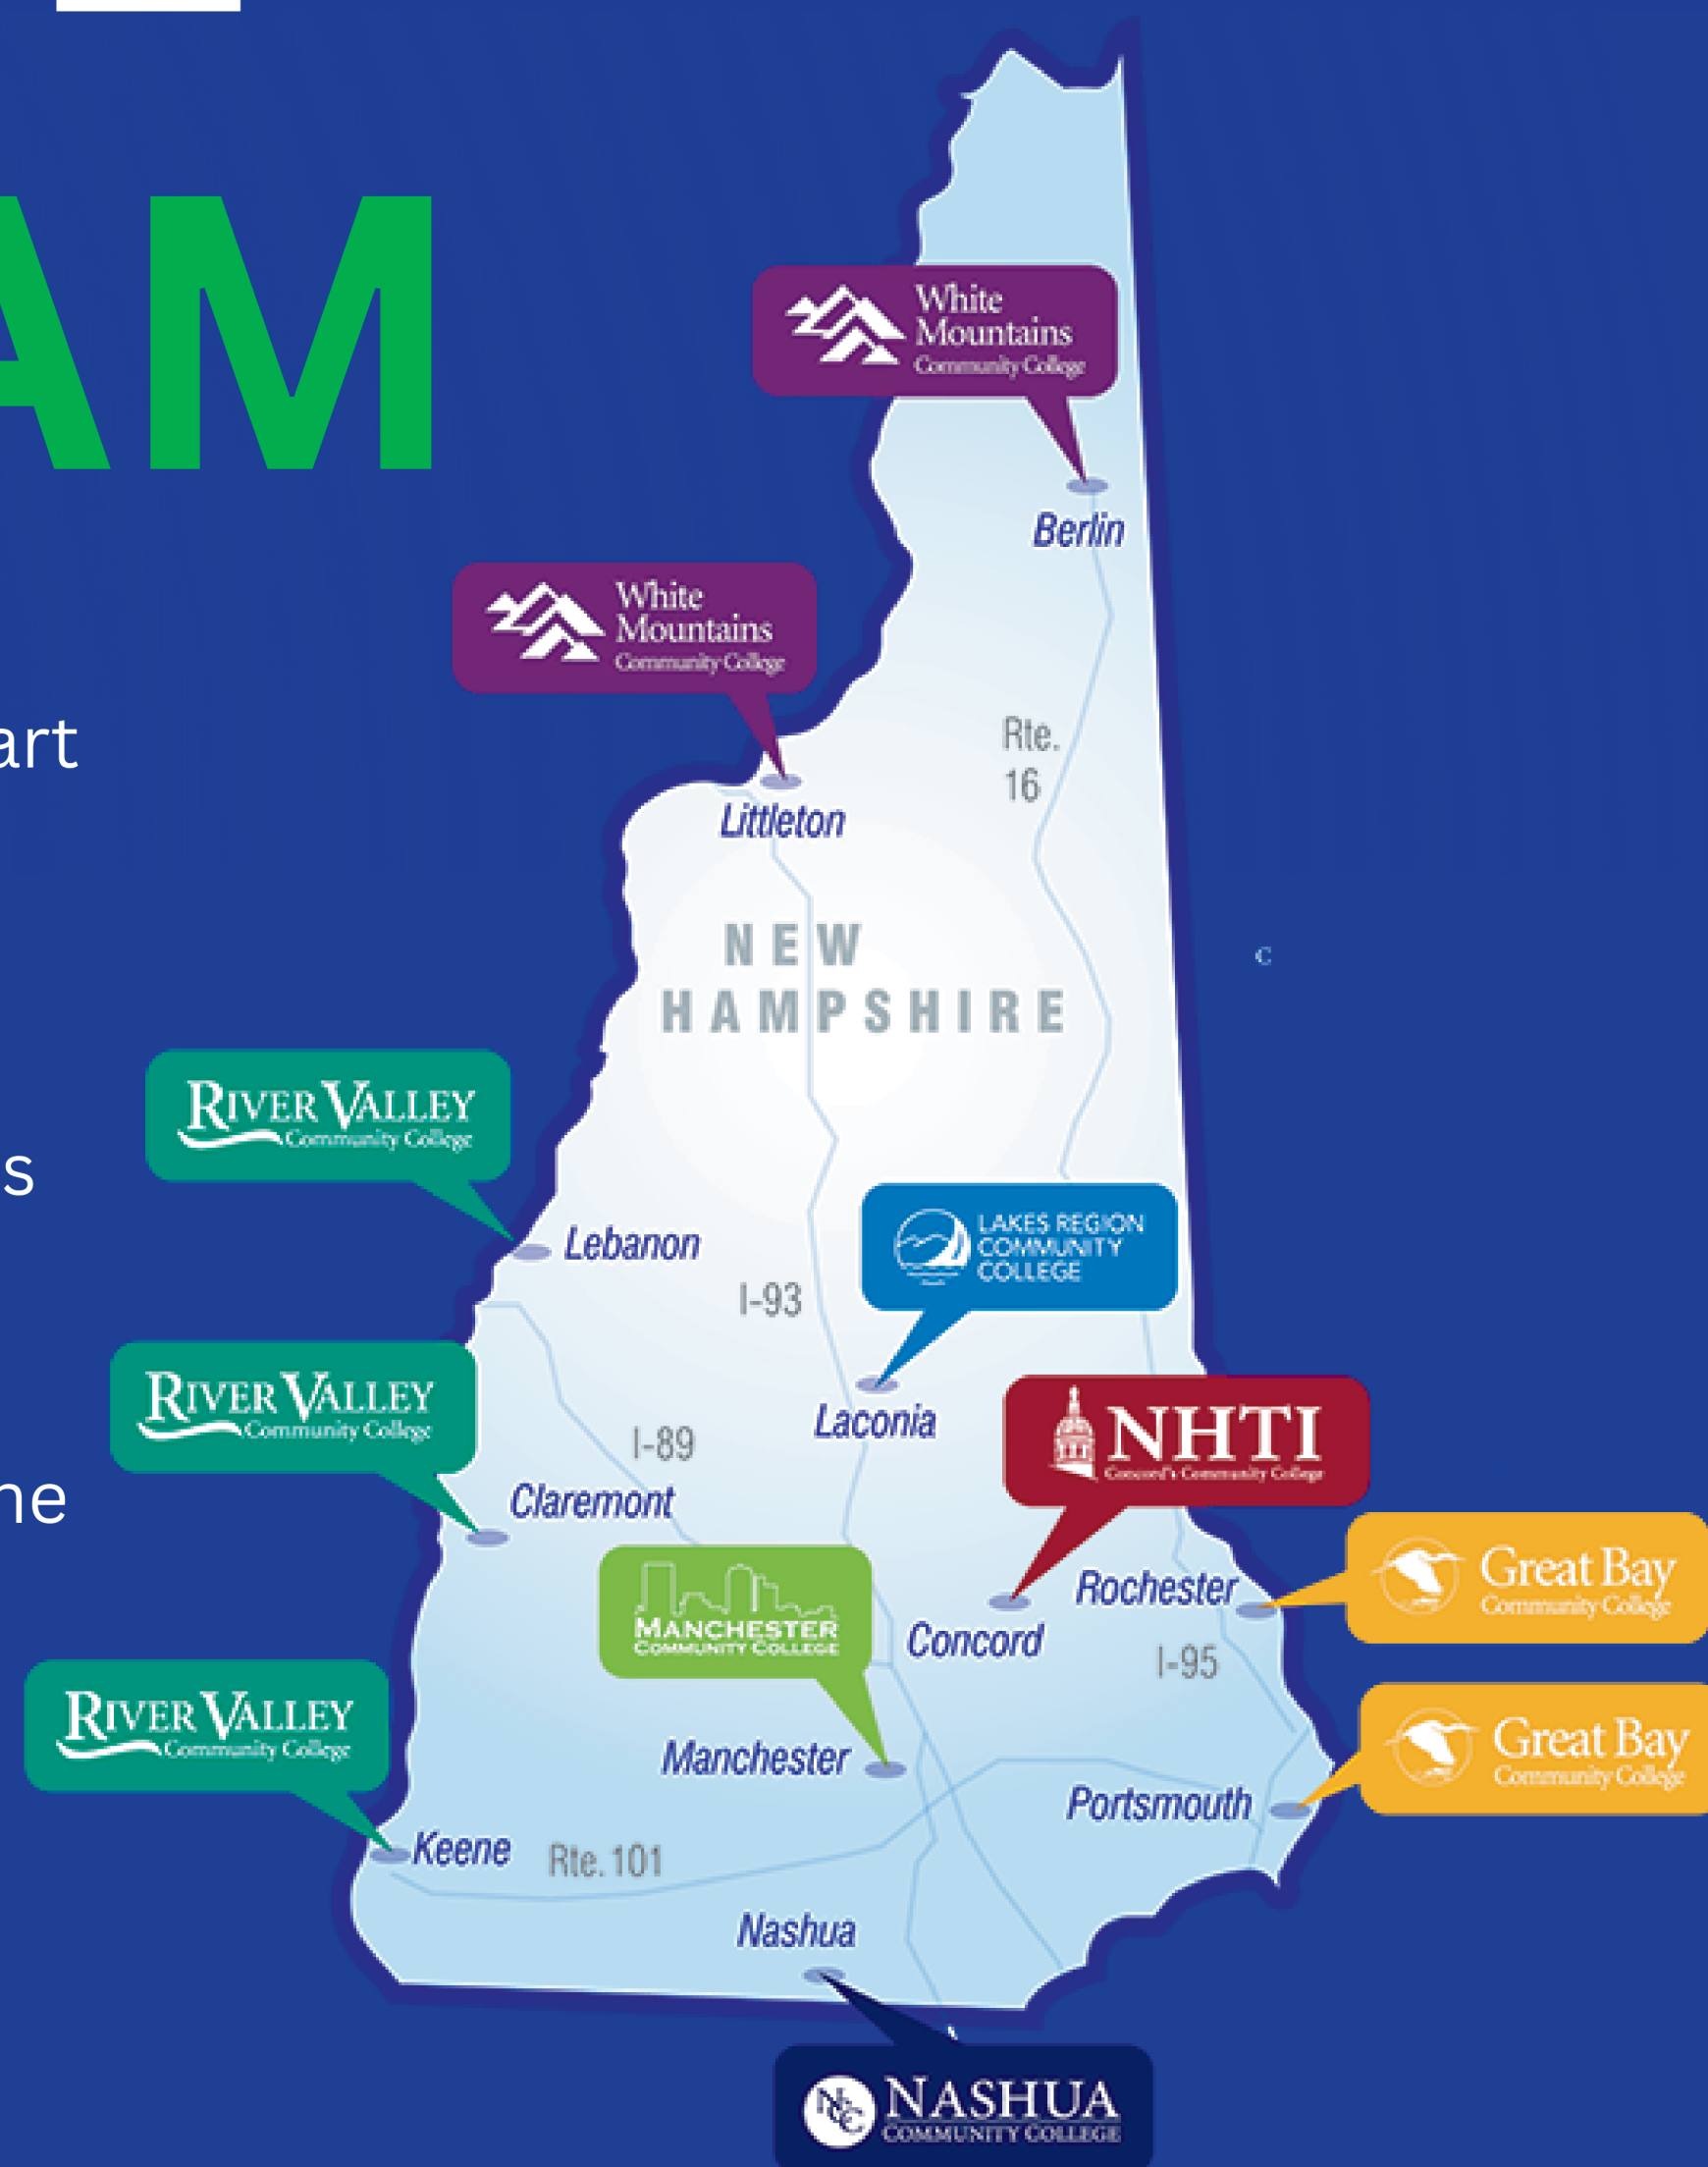 AM
art
s
ne
White
Mountains
Community College
Berlin
White
Mountains
Community College
Littleton
Rte.
16
NEW
HAMPSHIRE
C
RIVER VALLEY
Community College
Lebanon
I-93
LAKES REGION
COMMUNITY
COLLEGE
Laconia
RIVER VALLEY
Community College
I-89
Claremont
NHTI
Concord's Community College
Concord
Rochester
Great Bay
Community College
I-95
MANCHESTER
COMMUNITY COLLEGE
Manchester
Great Bay
Community College
Portsmouth
RIVER VALLEY
Community College
Keene
Rte. 101
Nashua
NCC
NASHUA
COMMUNITY COLLEGE